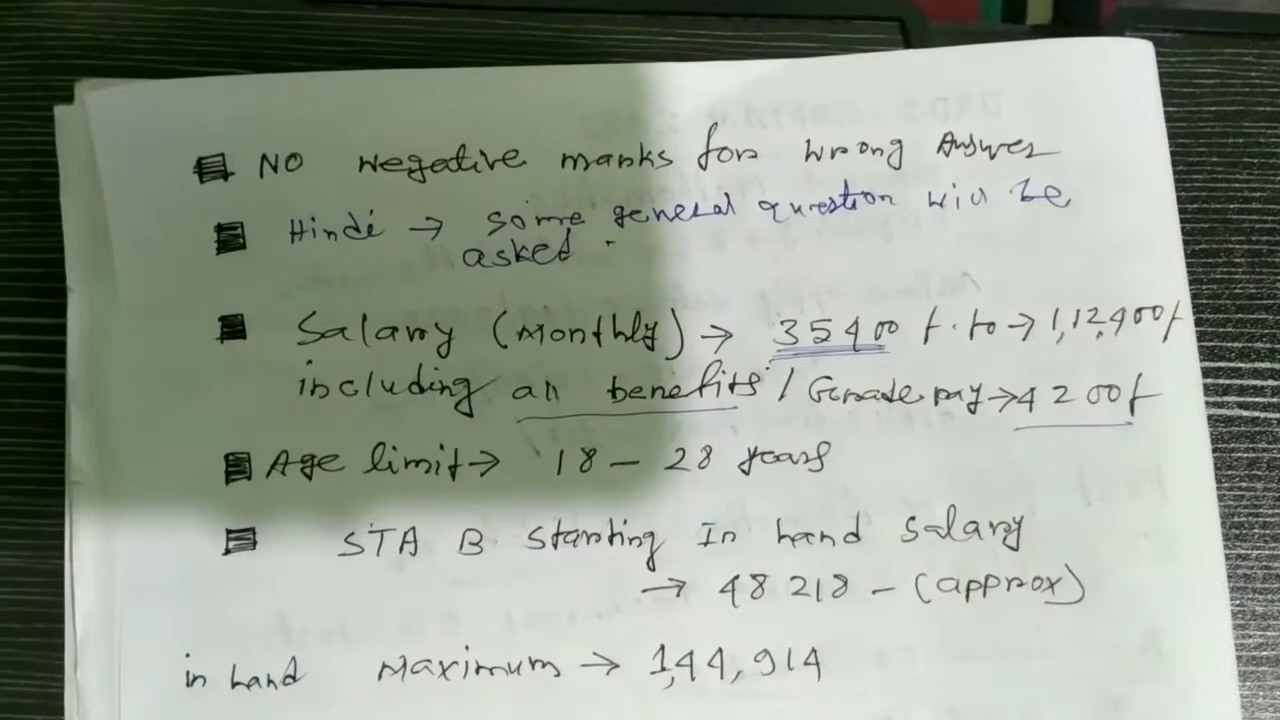 NO Negative marks for wrong Answer
Hindi → some general question will be
asked.
Salary (Monthly) → 35400/-. to → 1,12,400/-
including all benefits / Grade pay → 4200/-
Age limit → 18 – 28 years
STA B starting In hand salary
→ 48218 – (approx)
in hand Maximum → 1,44,914